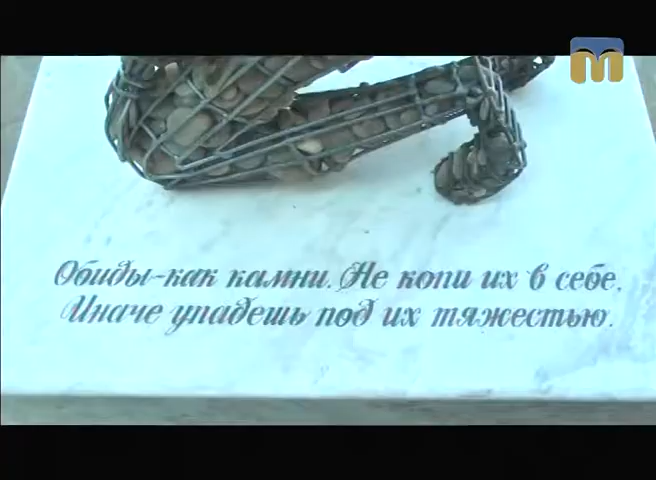 Обиды-как камни. Не копи их в себе,
Иначе упадешь под их тяжестью.